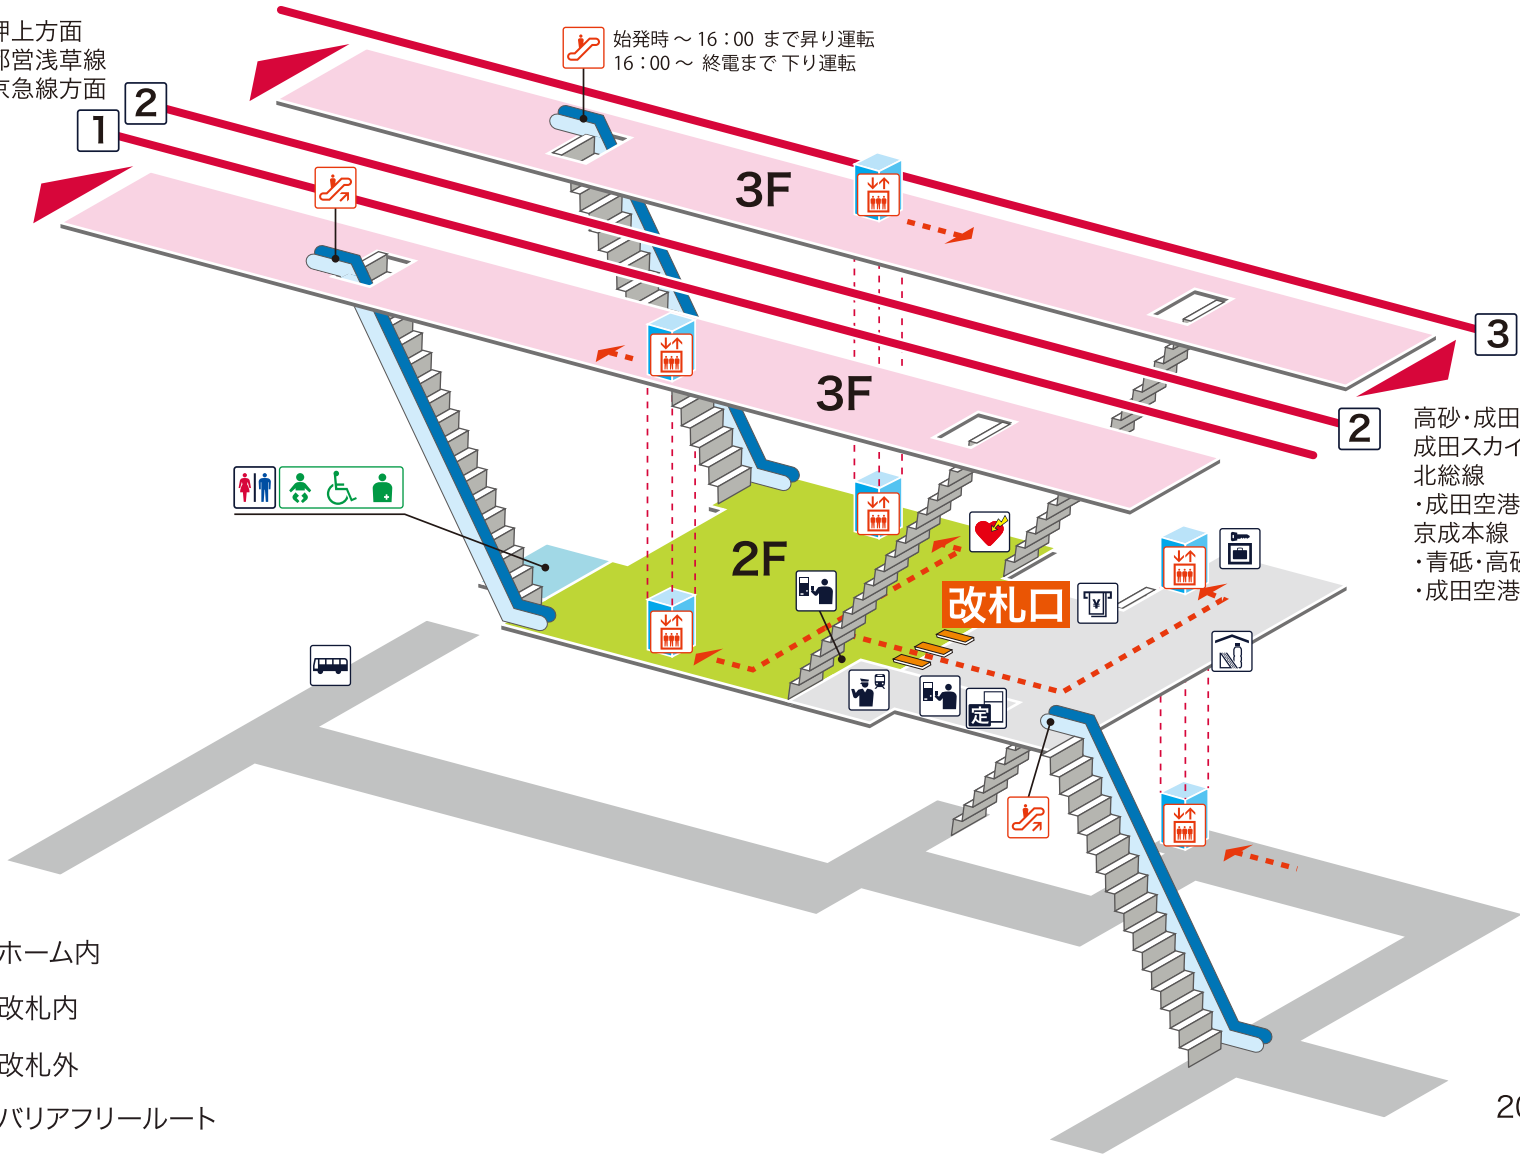 押上方面
都営浅草線
京急線方面
始発時～16：00 まで昇り運転
16：00～ 終電まで下り運転
2
1
3F
3F
3
2
高砂・成田
成田スカイ
北総線
・成田空港
京成本線
・青砥・高砂
・成田空港
2F
改札口
¥
定
ホーム内
改札内
改札外
バリアフリールート